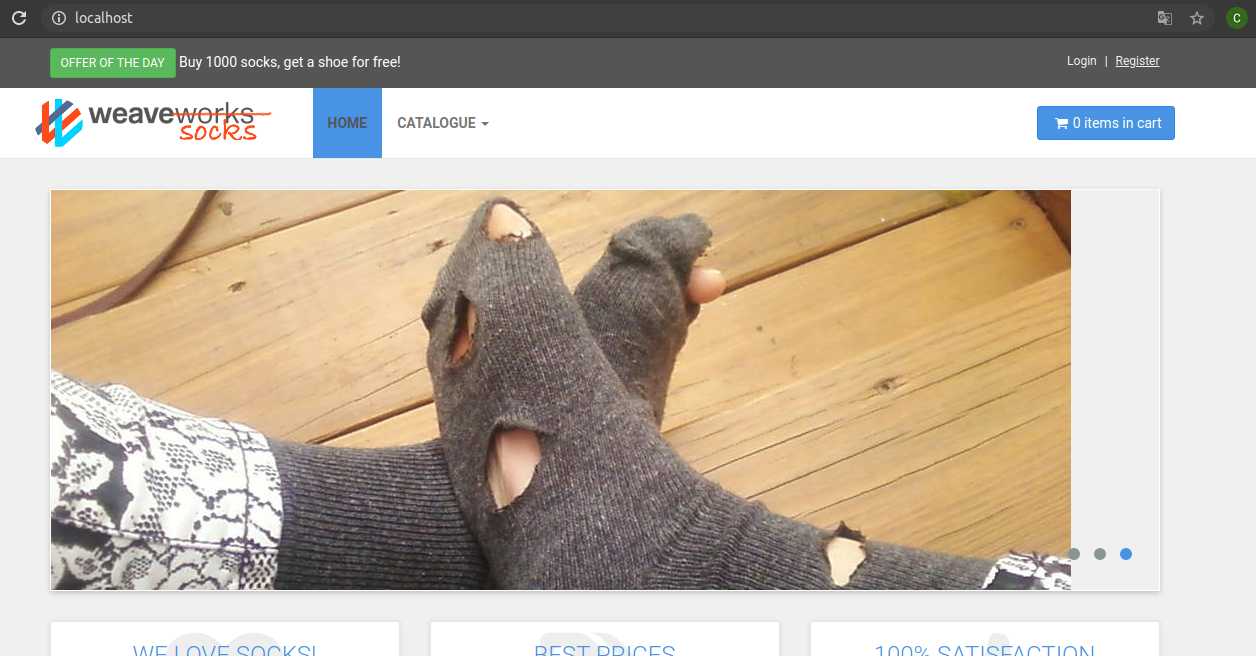 localhost
C
OFFER OF THE DAY Buy 1000 socks, get a shoe for free!
Login | Register
weaveworks
socks
HOME
CATALOGUE
0 items in cart
WE LOVE SOCKS!
BEST PRICES
100% SATISFACTION